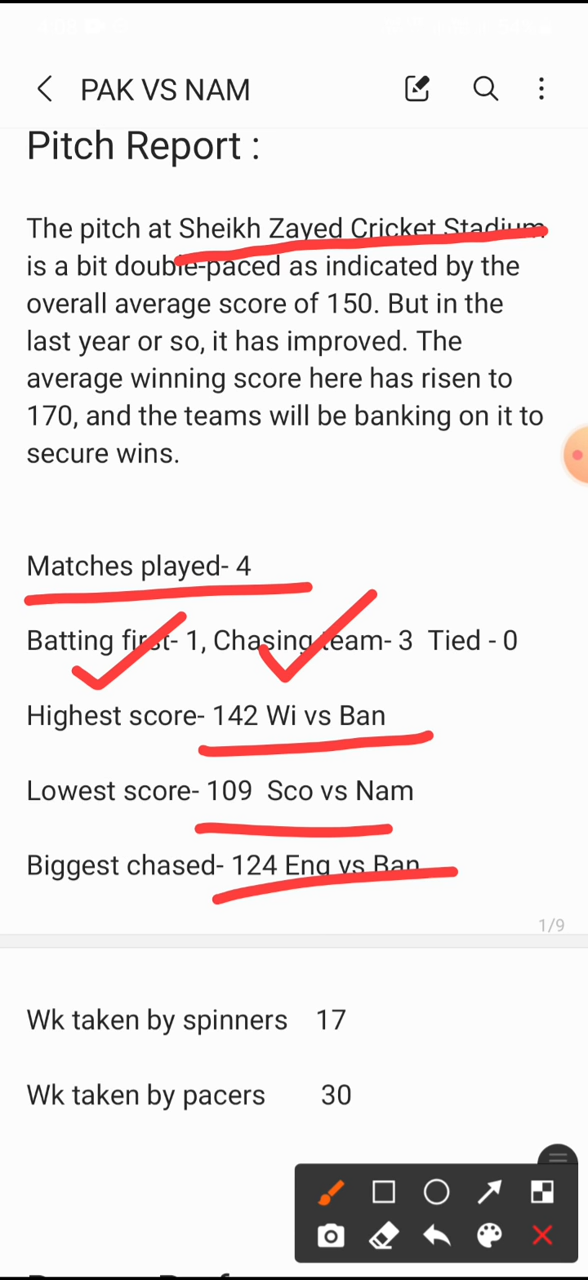 PAK VS NAM
Pitch Report :
The pitch at Sheikh Zayed Cricket Stadium
is a bit double-paced as indicated by the
overall average score of 150. But in the
last year or so, it has improved. The
average winning score here has risen to
170, and the teams will be banking on it to
secure wins.
Matches played- 4
Batting first- 1, Chasing team- 3 Tied - 0
Highest score- 142 Wi vs Ban
Lowest score- 109 Sco vs Nam
Biggest chased- 124 Eng vs Ban
1/9
Wk taken by spinners 17
Wk taken by pacers 30